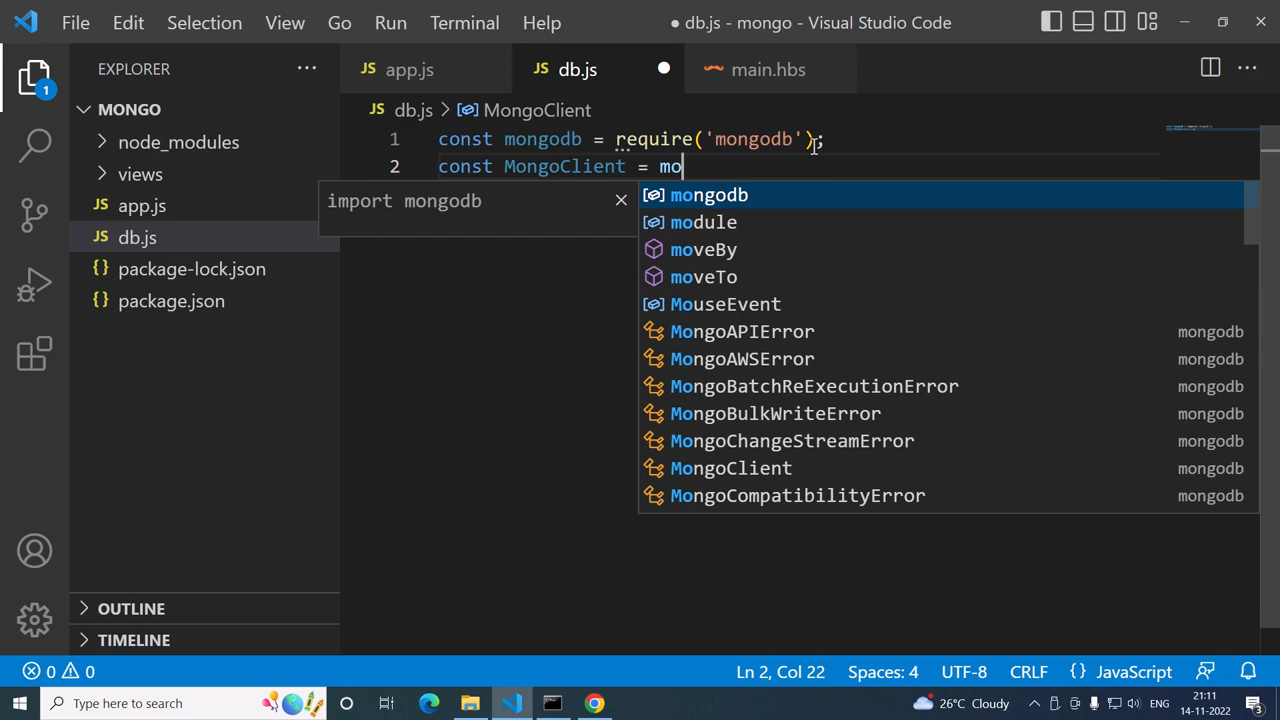 File Edit Selection View Go Run Terminal Help ● db.js - mongo - Visual Studio Code
EXPLORER
1
MONGO
node_modules
views
JS app.js
JS db.js
{} package-lock.json
{} package.json
OUTLINE
TIMELINE
JS app.js
JS db.js
main.hbs
JS db.js > MongoClient
1 const mongodb = require('mongodb');
2 const MongoClient = mo
import mongodb
mongodb
module
moveBy
moveTo
MouseEvent
MongoAPIError mongodb
MongoAWSError mongodb
MongoBatchReExecutionError mongodb
MongoBulkWriteError mongodb
MongoChangeStreamError mongodb
MongoClient mongodb
MongoCompatibilityError mongodb
0 0 Ln 2, Col 22 Spaces: 4 UTF-8 CRLF {} JavaScript
Type here to search
26°C Cloudy
ENG
21:11
14-11-2022
3